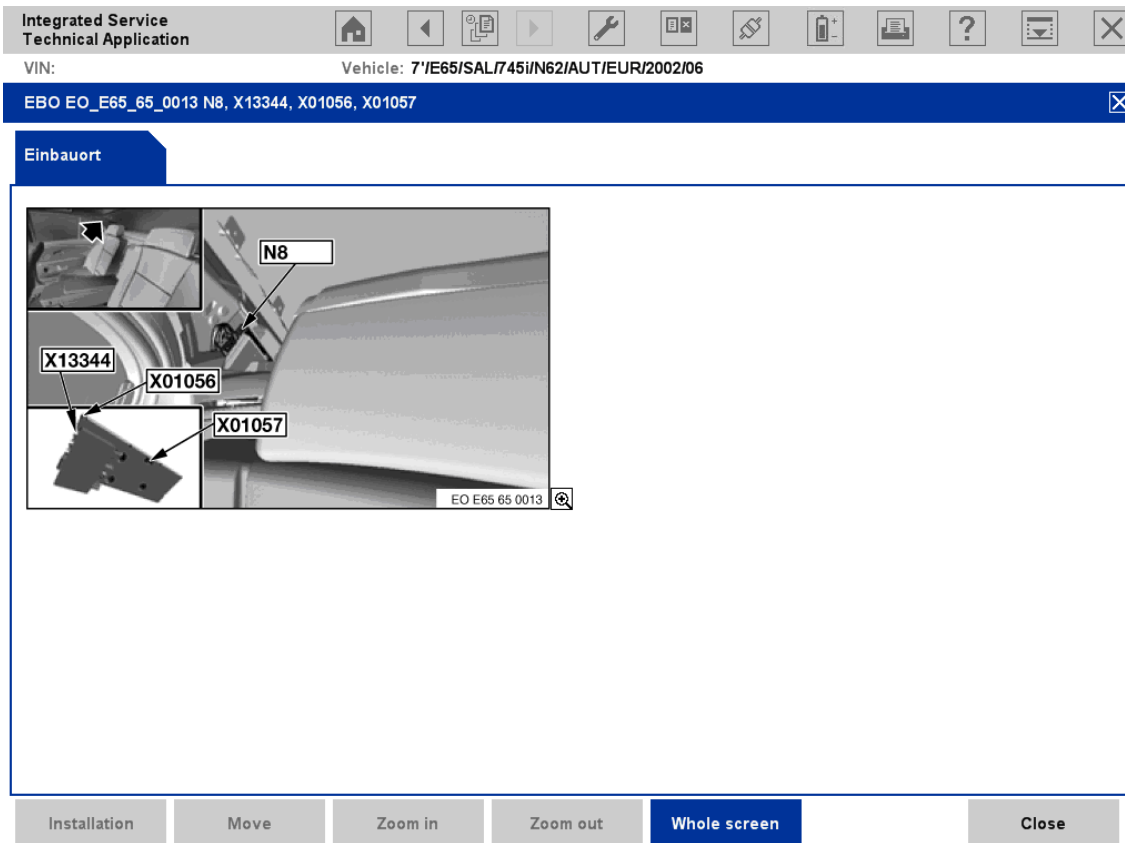 Integrated Service
Technical Application
VIN:
Vehicle: 7'/E65/SAL/745i/N62/AUT/EUR/2002/06
EBO EO_E65_65_0013 N8, X13344, X01056, X01057
Einbauort
N8
X13344
X01056
X01057
EO E65 65 0013
Installation
Move
Zoom in
Zoom out
Whole screen
Close